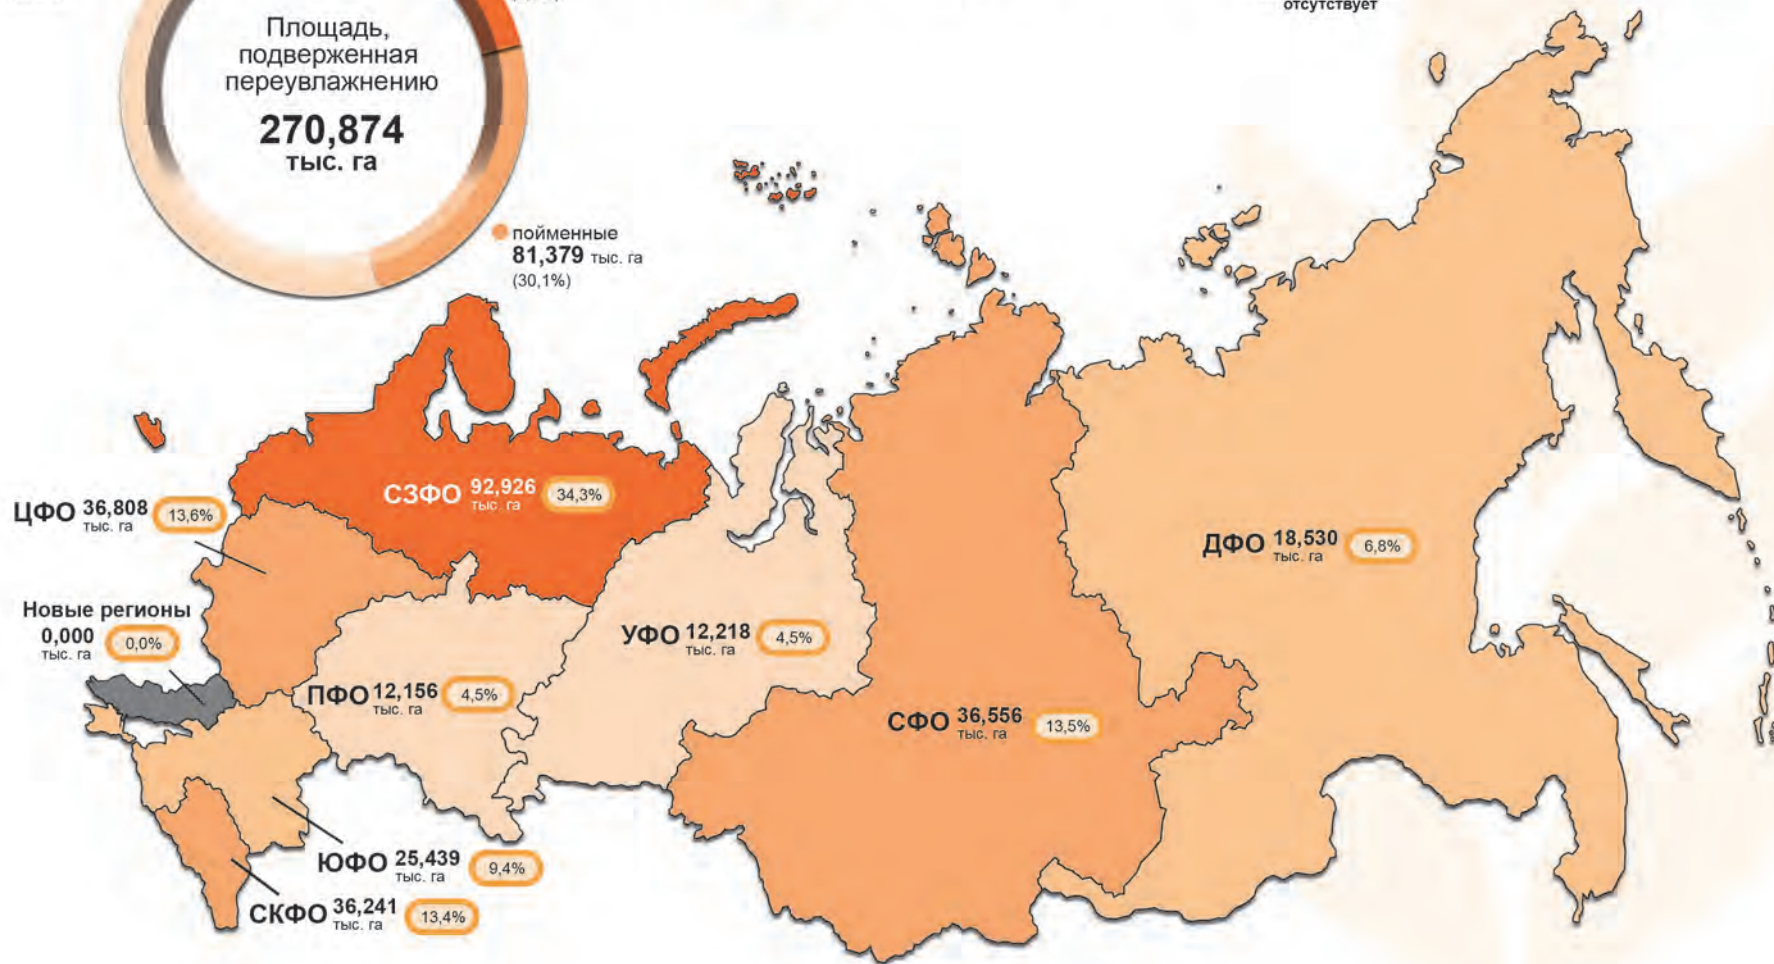 отсутствует
Площадь,
подверженная
переувлажнению
270,874
тыс. га
пойменные
81,379 тыс. га
(30,1%)
СЗФО 92,926
тыс. га
34,3%
ЦФО 36,808
тыс. га
13,6%
ДФО 18,530
тыс. га
6,8%
Новые регионы
0,000
тыс. га
0,0%
УФО 12,218
тыс. га
4,5%
ПФО 12,156
тыс. га
4,5%
СФО 36,556
тыс. га
13,5%
ЮФО 25,439
тыс. га
9,4%
СКФО 36,241
тыс. га
13,4%